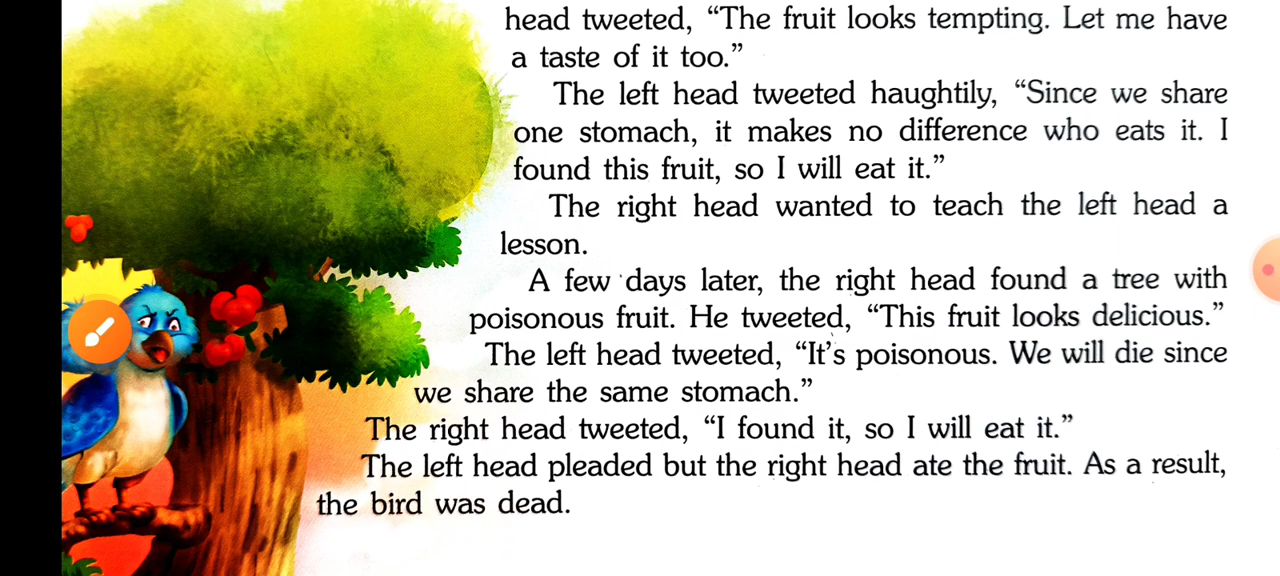 head tweeted, “The fruit looks tempting. Let me have
a taste of it too.”
The left head tweeted haughtily, “Since we share
one stomach, it makes no difference who eats it. I
found this fruit, so I will eat it.”
The right head wanted to teach the left head a
lesson.
A few days later, the right head found a tree with
poisonous fruit. He tweeted, “This fruit looks delicious.”
The left head tweeted, “It’s poisonous. We will die since
we share the same stomach.”
The right head tweeted, “I found it, so I will eat it.”
The left head pleaded but the right head ate the fruit. As a result,
the bird was dead.